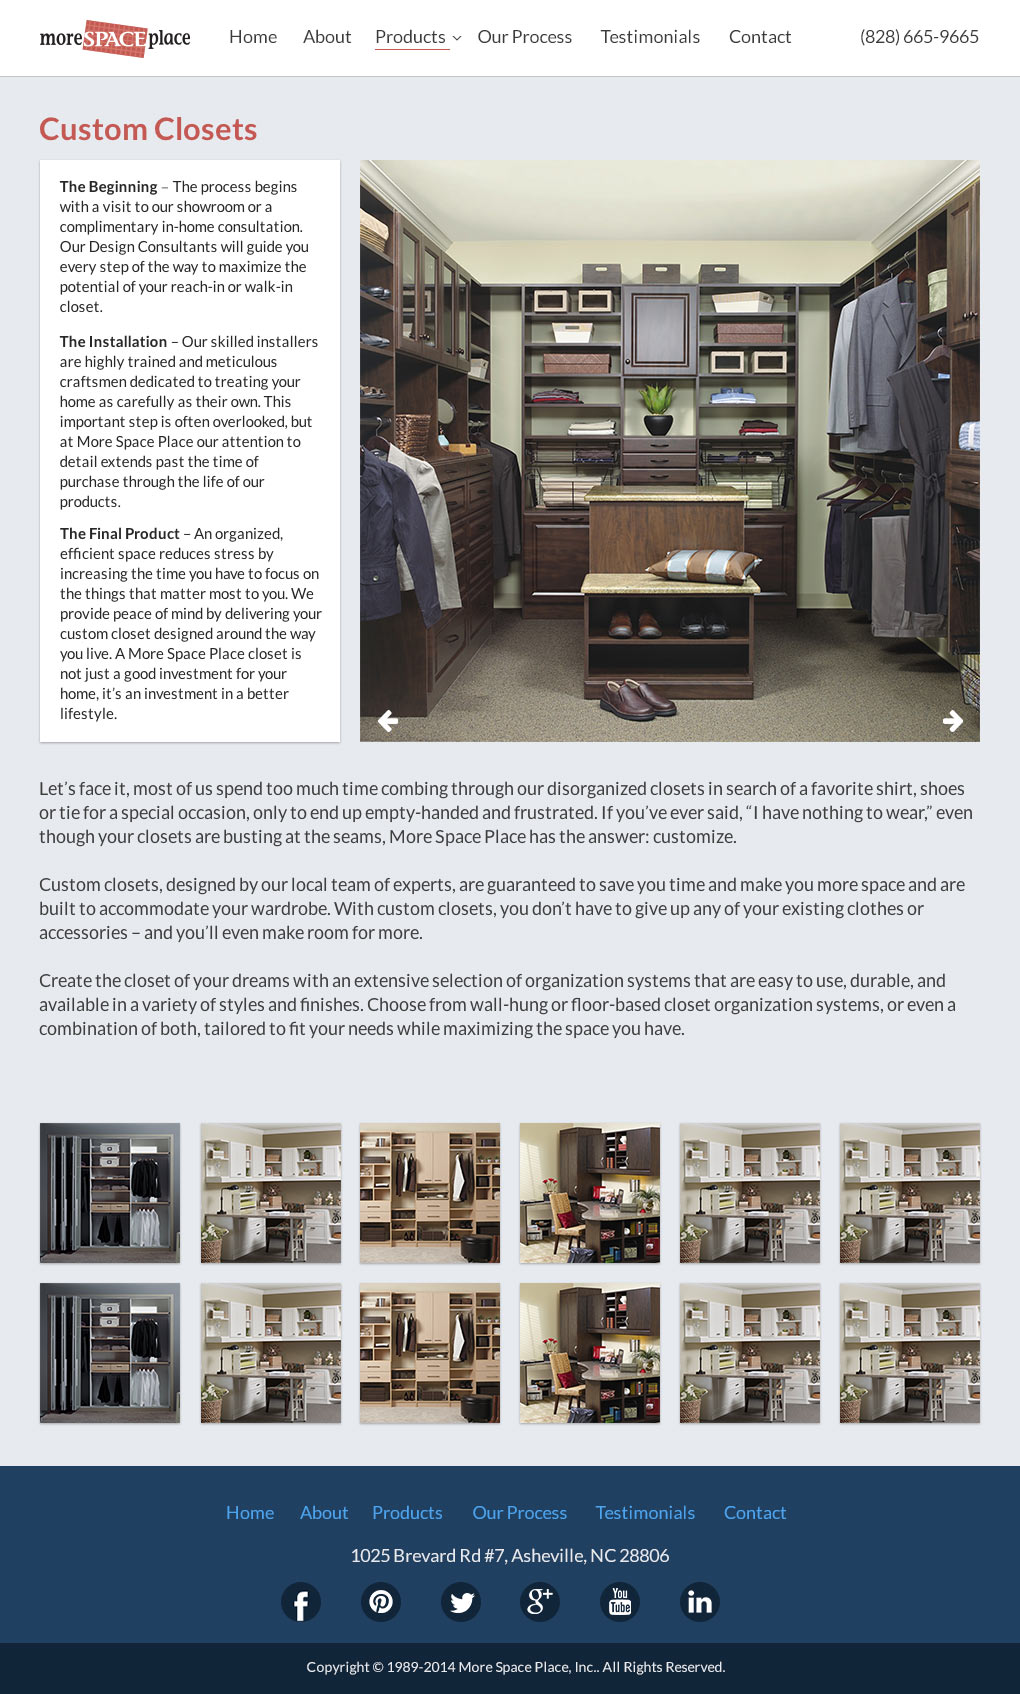 moreSPACEplace
Home About Products Our Process Testimonials Contact (828) 665-9665
Custom Closets
The Beginning – The process begins
with a visit to our showroom or a
complimentary in-home consultation.
Our Design Consultants will guide you
every step of the way to maximize the
potential of your reach-in or walk-in
closet.
The Installation – Our skilled installers
are highly trained and meticulous
craftsmen dedicated to treating your
home as carefully as their own. This
important step is often overlooked, but
at More Space Place our attention to
detail extends past the time of
purchase through the life of our
products.
The Final Product – An organized,
efficient space reduces stress by
increasing the time you have to focus on
the things that matter most to you. We
provide peace of mind by delivering your
custom closet designed around the way
you live. A More Space Place closet is
not just a good investment for your
home, it’s an investment in a better
lifestyle.
Let’s face it, most of us spend too much time combing through our disorganized closets in search of a favorite shirt, shoes
or tie for a special occasion, only to end up empty-handed and frustrated. If you’ve ever said, “I have nothing to wear,” even
though your closets are busting at the seams, More Space Place has the answer: customize.
Custom closets, designed by our local team of experts, are guaranteed to save you time and make you more space and are
built to accommodate your wardrobe. With custom closets, you don’t have to give up any of your existing clothes or
accessories – and you’ll even make room for more.
Create the closet of your dreams with an extensive selection of organization systems that are easy to use, durable, and
available in a variety of styles and finishes. Choose from wall-hung or floor-based closet organization systems, or even a
combination of both, tailored to fit your needs while maximizing the space you have.
Home About Products Our Process Testimonials Contact
1025 Brevard Rd #7, Asheville, NC 28806
f g+ You Tube in
Copyright © 1989-2014 More Space Place, Inc.. All Rights Reserved.